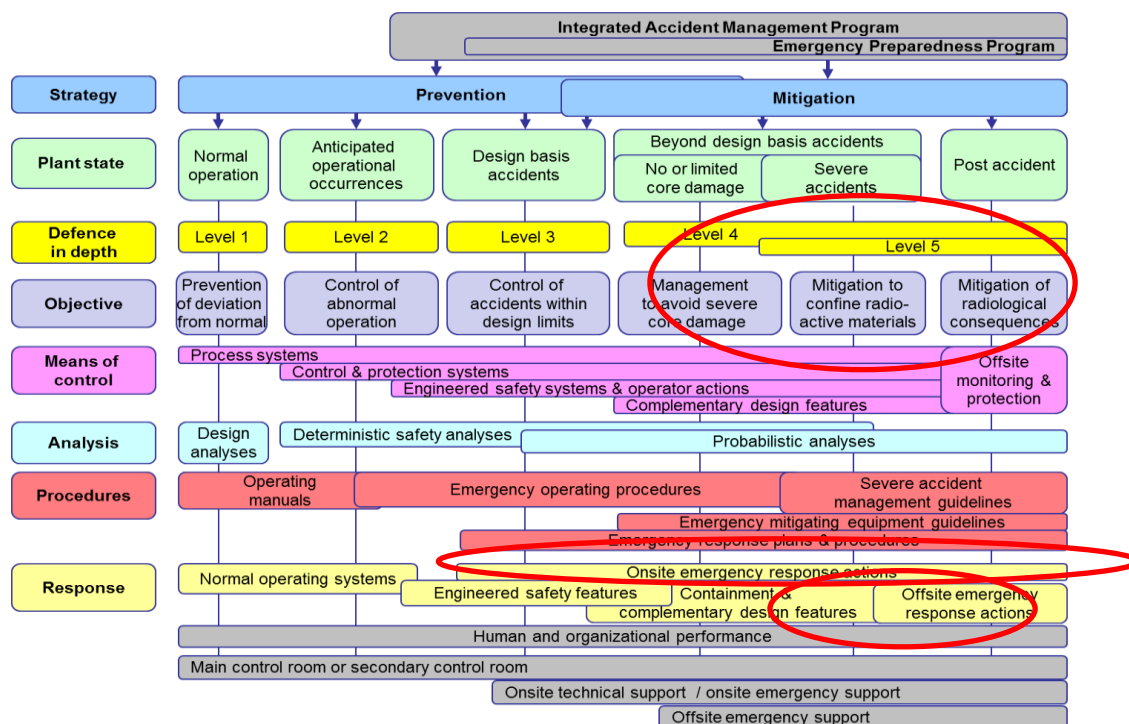 Integrated Accident Management Program
Emergency Preparedness Program
Strategy
Prevention
Mitigation
Plant state
Normal
operation
Anticipated
operational
occurrences
Design basis
accidents
Beyond design basis accidents
No or limited
core damage
Severe
accidents
Post accident
Defence
in depth
Level 1
Level 2
Level 3
Level 4
Level 5
Objective
Prevention
of deviation
from normal
Control of
abnormal
operation
Control of
accidents within
design limits
Management
to avoid severe
core damage
Mitigation to
confine radio-
active materials
Mitigation of
radiological
consequences
Means of
control
Process systems
Control & protection systems
Engineered safety systems & operator actions
Complementary design features
Offsite
monitoring &
protection
Analysis
Design
analyses
Deterministic safety analyses
Probabilistic analyses
Procedures
Operating
manuals
Emergency operating procedures
Severe accident
management guidelines
Emergency mitigating equipment guidelines
Emergency response plans & procedures
Response
Normal operating systems
Onsite emergency response actions
Engineered safety features
Containment &
complementary design features
Offsite emergency
response actions
Human and organizational performance
Main control room or secondary control room
Onsite technical support / onsite emergency support
Offsite emergency support